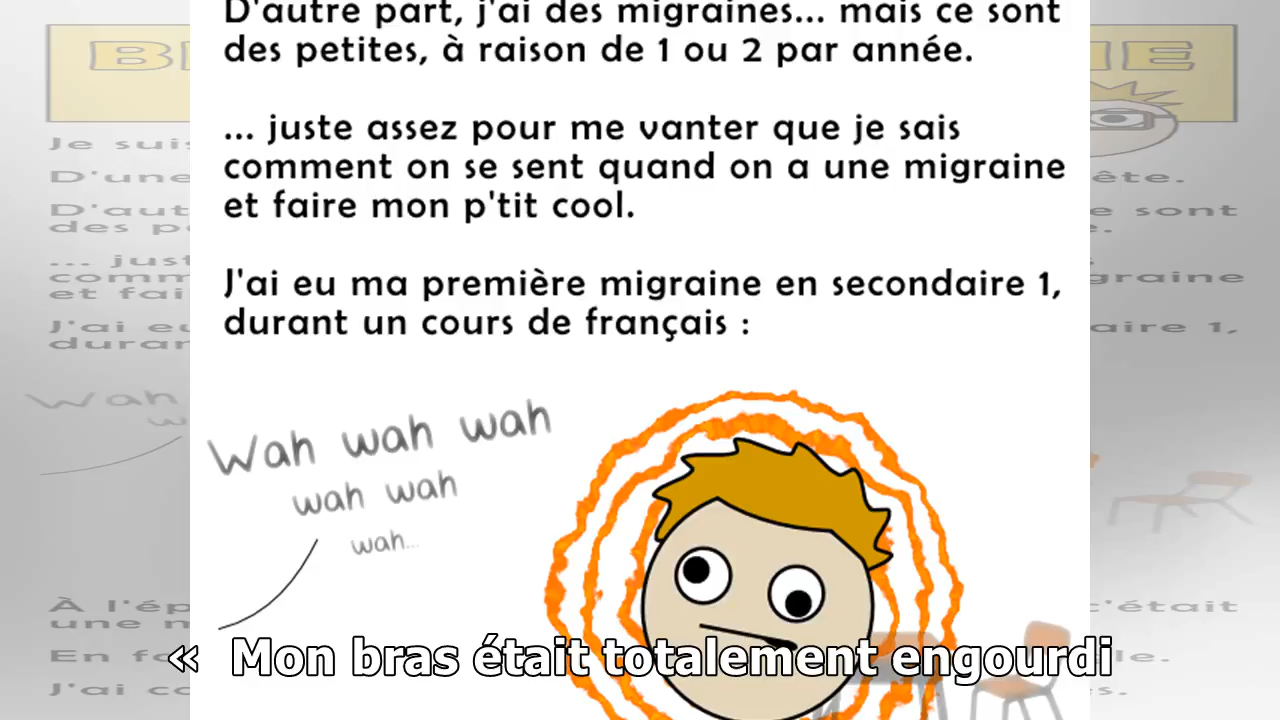 D'autre part, j'ai des migraines... mais ce sont
des petites, à raison de 1 ou 2 par année.
... juste assez pour me vanter que je sais
comment on se sent quand on a une migraine
et faire mon p'tit cool.
J'ai eu ma première migraine en secondaire 1,
durant un cours de français :
Wah wah wah
wah wah
wah...
« Mon bras était totalement engourdi